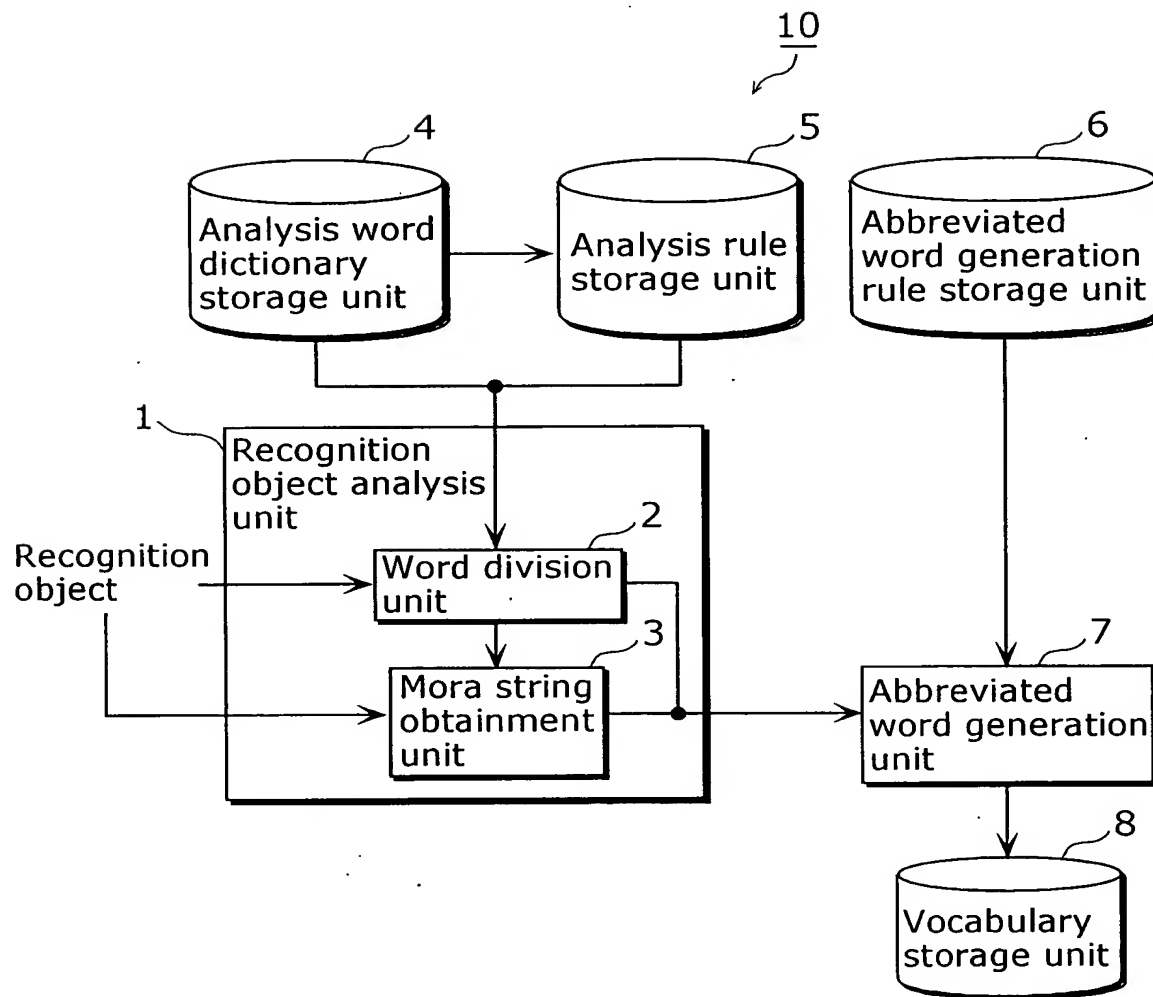 10
4
5
6
Analysis word
dictionary
storage unit
Analysis rule
storage unit
Abbreviated
word generation
rule storage unit
1
Recognition
object analysis
unit
2
Recognition
object
Word division
unit
3
Mora string
obtainment
unit
7
Abbreviated
word generation
unit
8
Vocabulary
storage unit